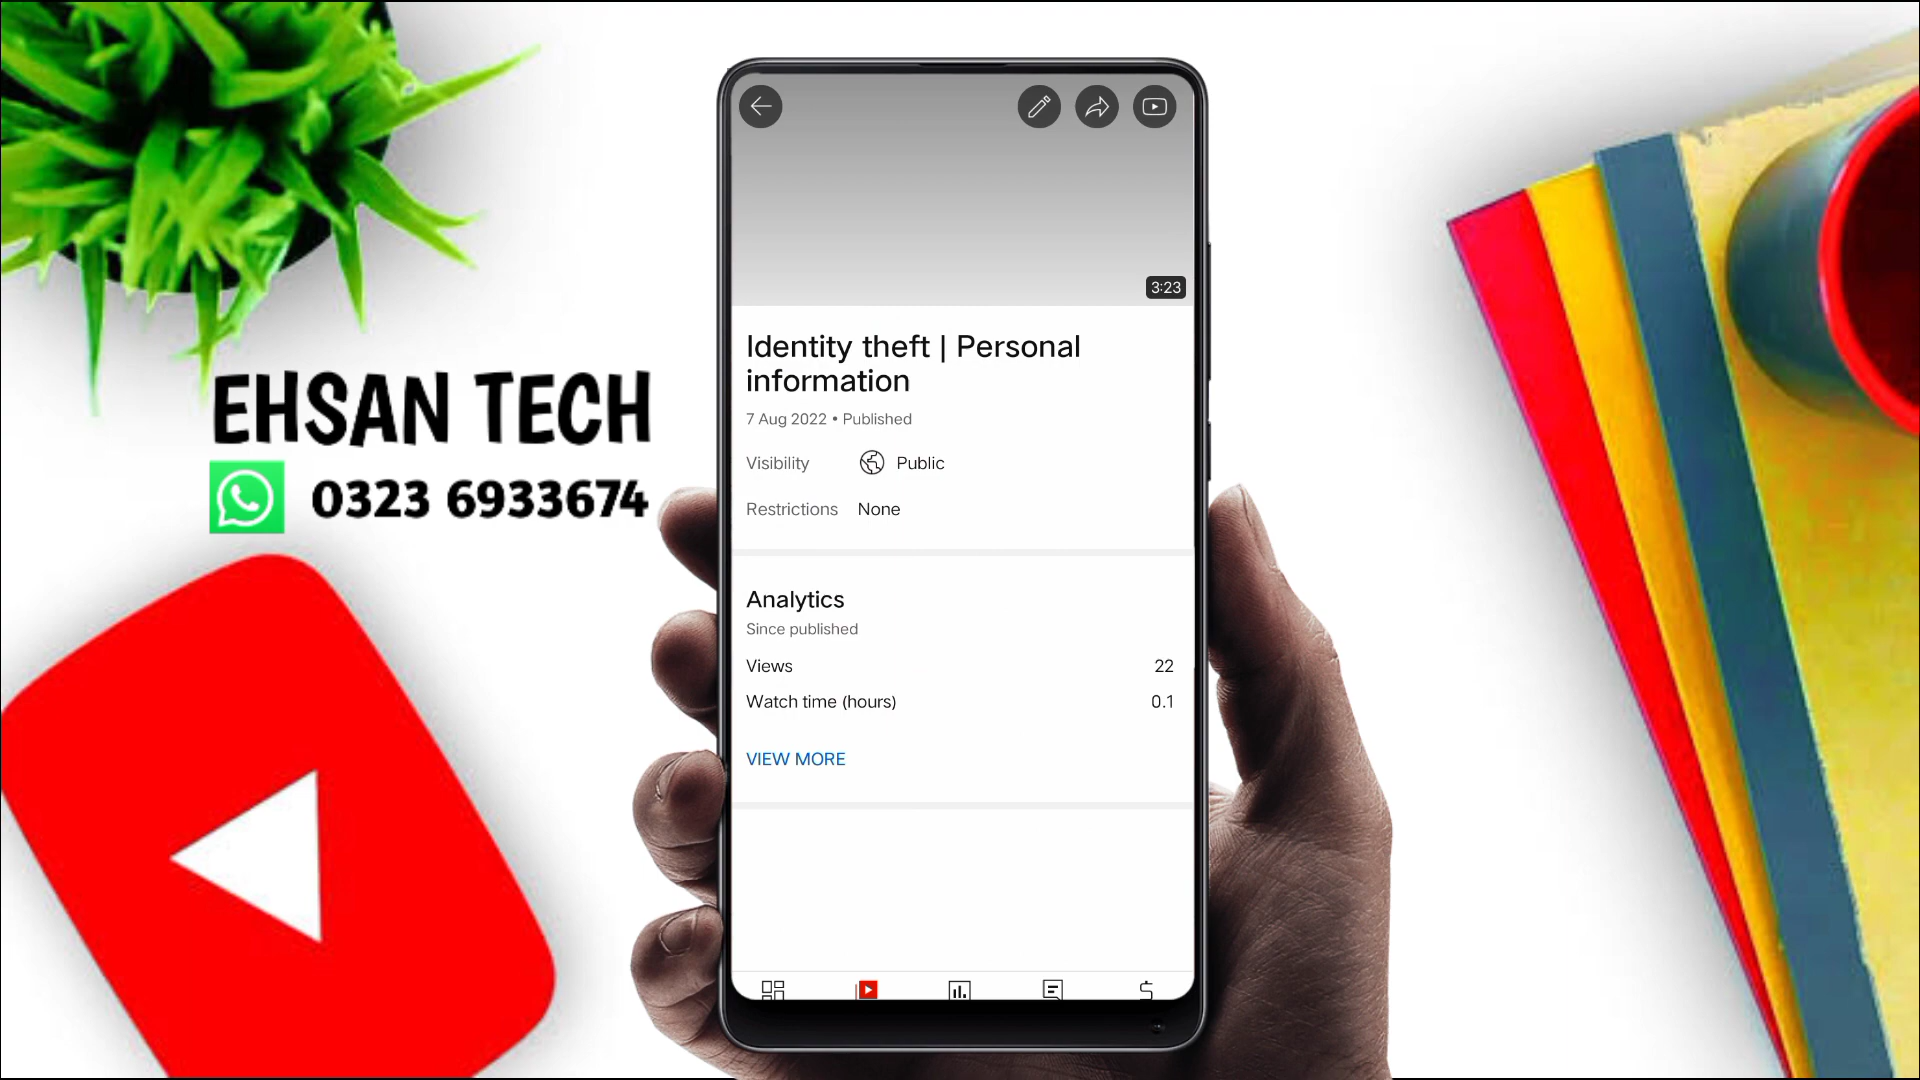 EHSAN TECH
0323 6933674
3:23
Identity theft | Personal
information
7 Aug 2022 • Published
Visibility Public
Restrictions None
Analytics
Since published
Views 22
Watch time (hours) 0.1
VIEW MORE